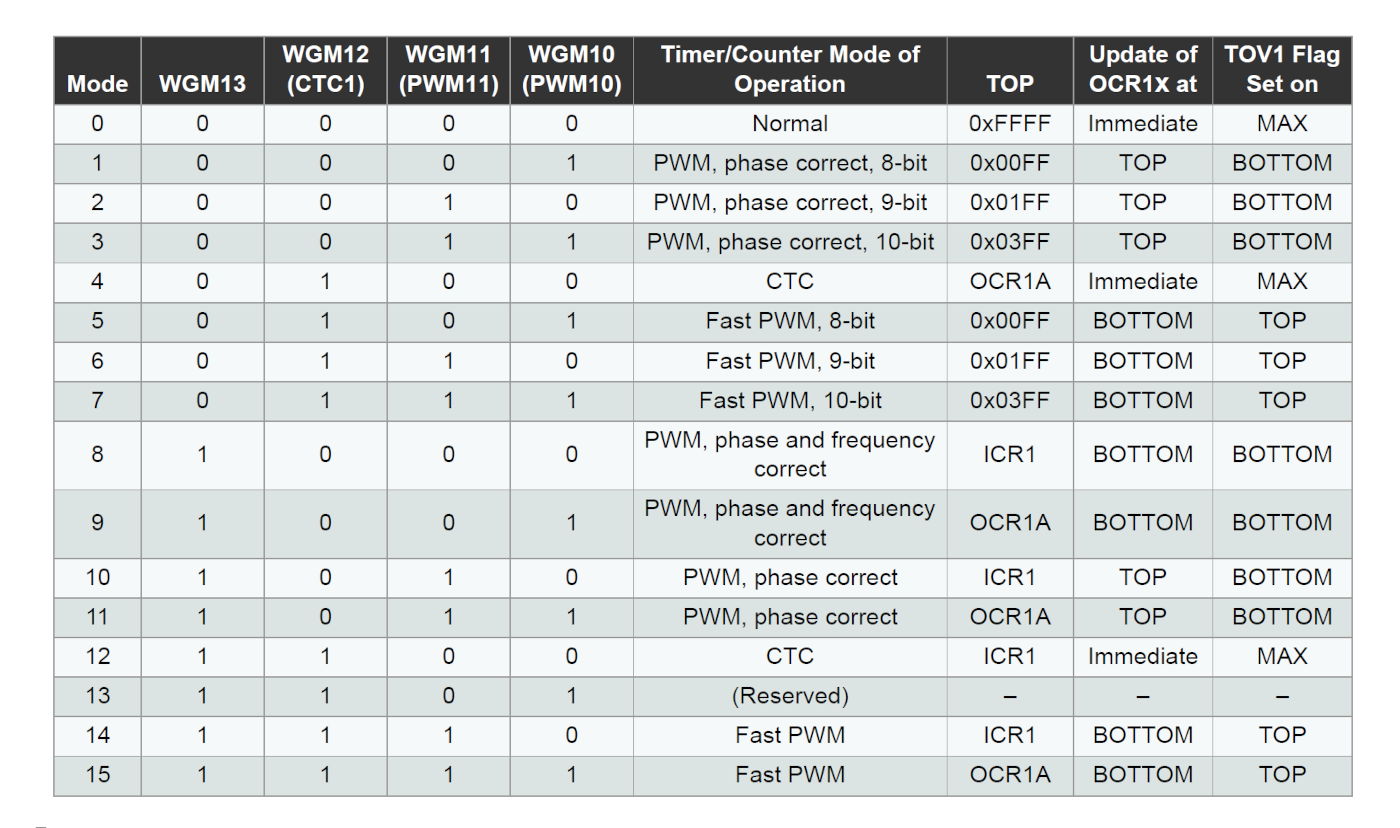 Mode WGM13 WGM12 (CTC1) WGM11 (PWM11) WGM10 (PWM10) Timer/Counter Mode of Operation TOP Update of OCR1X at TOV1 Flag Set on
0 0 0 0 0 Normal 0xFFFF Immediate MAX
1 0 0 0 1 PWM, phase correct, 8-bit 0x00FF TOP BOTTOM
2 0 0 1 0 PWM, phase correct, 9-bit 0x01FF TOP BOTTOM
3 0 0 1 1 PWM, phase correct, 10-bit 0x03FF TOP BOTTOM
4 0 1 0 0 CTC OCR1A Immediate MAX
5 0 1 0 1 Fast PWM, 8-bit 0x00FF BOTTOM TOP
6 0 1 1 0 Fast PWM, 9-bit 0x01FF BOTTOM TOP
7 0 1 1 1 Fast PWM, 10-bit 0x03FF BOTTOM TOP
8 1 0 0 0 PWM, phase and frequency correct ICR1 BOTTOM BOTTOM
9 1 0 0 1 PWM, phase and frequency correct OCR1A BOTTOM BOTTOM
10 1 0 1 0 PWM, phase correct ICR1 TOP BOTTOM
11 1 0 1 1 PWM, phase correct OCR1A TOP BOTTOM
12 1 1 0 0 CTC ICR1 Immediate MAX
13 1 1 0 1 (Reserved) – – –
14 1 1 1 0 Fast PWM ICR1 BOTTOM TOP
15 1 1 1 1 Fast PWM OCR1A BOTTOM TOP